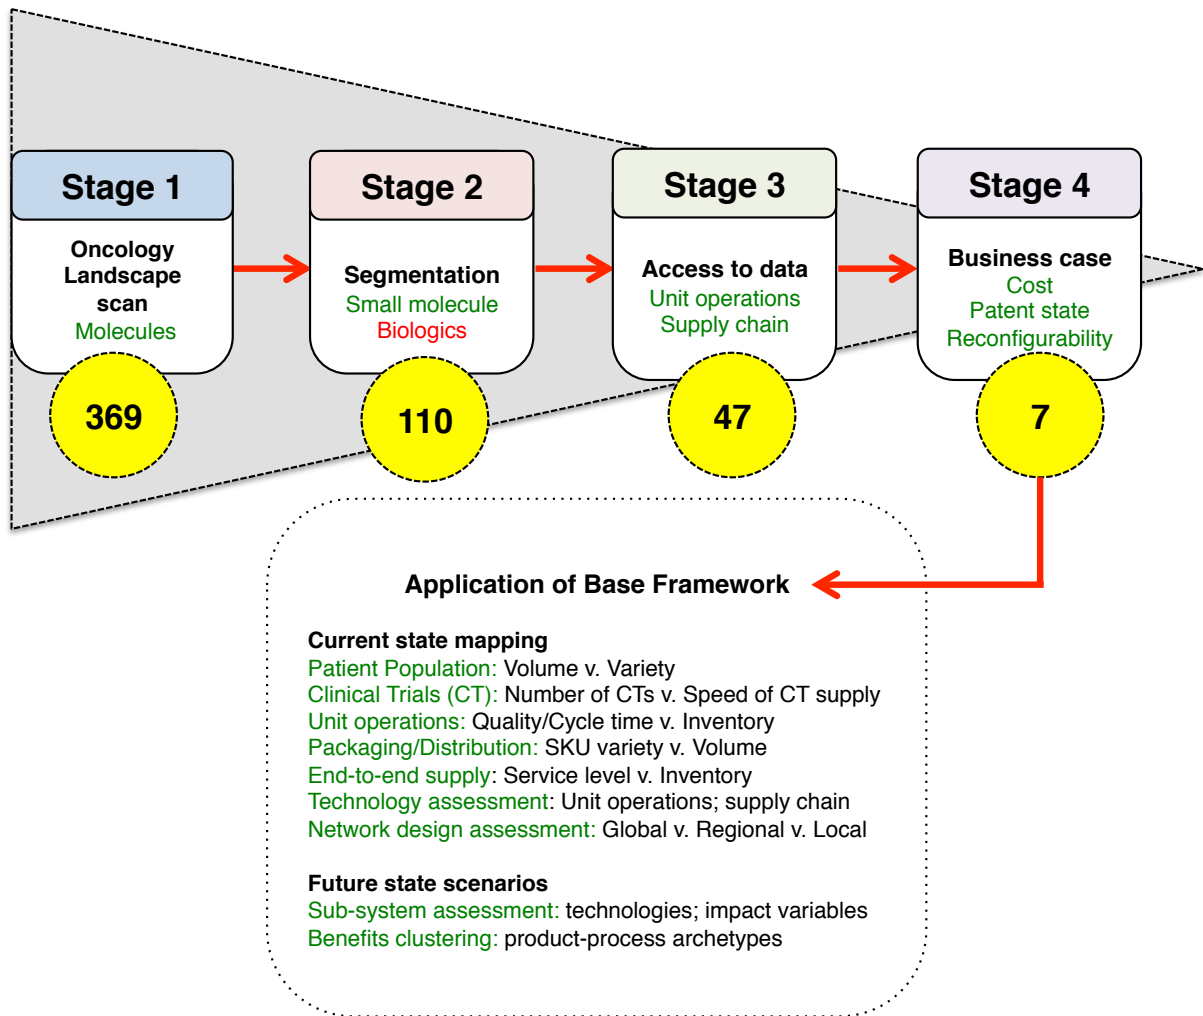 Stage 1
Oncology
Landscape
scan
Molecules
369
Stage 2
Segmentation
Small molecule
Biologics
110
Stage 3
Access to data
Unit operations
Supply chain
47
Stage 4
Business case
Cost
Patent state
Reconfigurability
7
Application of Base Framework
Current state mapping
Patient Population: Volume v. Variety
Clinical Trials (CT): Number of CTs v. Speed of CT supply
Unit operations: Quality/Cycle time v. Inventory
Packaging/Distribution: SKU variety v. Volume
End-to-end supply: Service level v. Inventory
Technology assessment: Unit operations; supply chain
Network design assessment: Global v. Regional v. Local
Future state scenarios
Sub-system assessment: technologies; impact variables
Benefits clustering: product-process archetypes